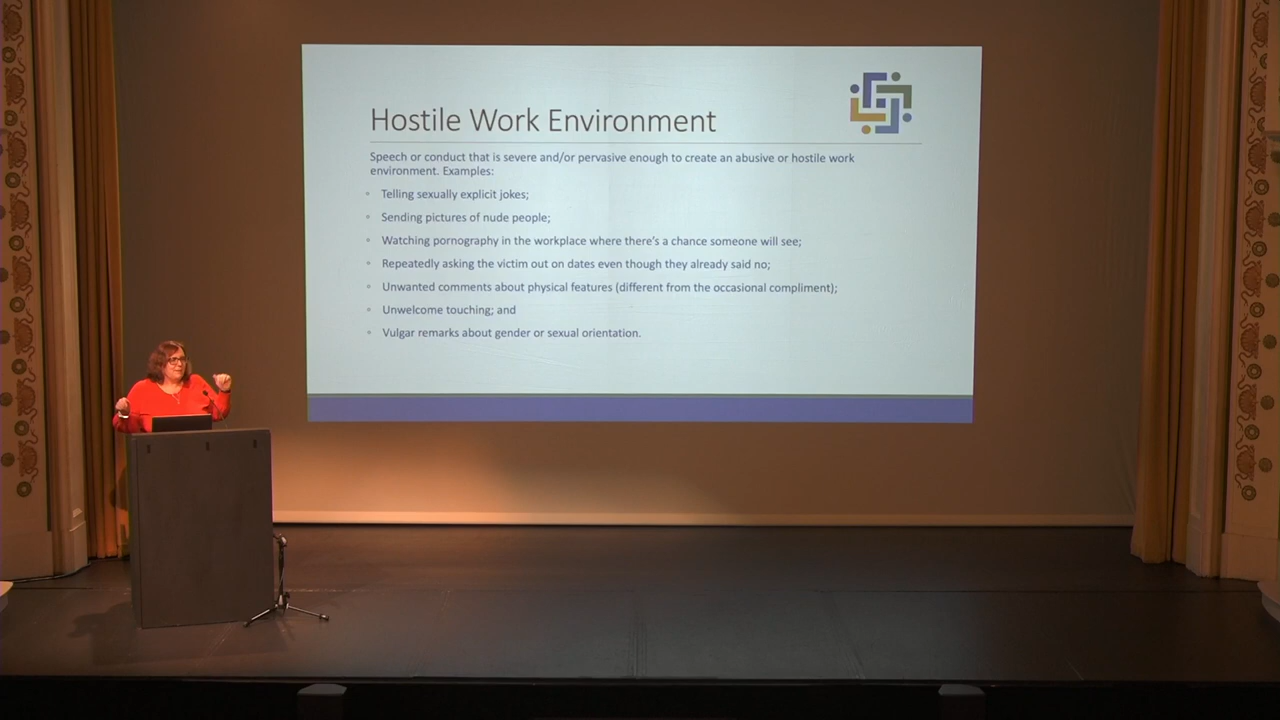 Hostile Work Environment
Speech or conduct that is severe and/or pervasive enough to create an abusive or hostile work
environment. Examples:
• Telling sexually explicit jokes;
• Sending pictures of nude people;
• Watching pornography in the workplace where there's a chance someone will see;
• Repeatedly asking the victim out on dates even though they already said no;
• Unwanted comments about physical features (different from the occasional compliment);
• Unwelcome touching; and
• Vulgar remarks about gender or sexual orientation.